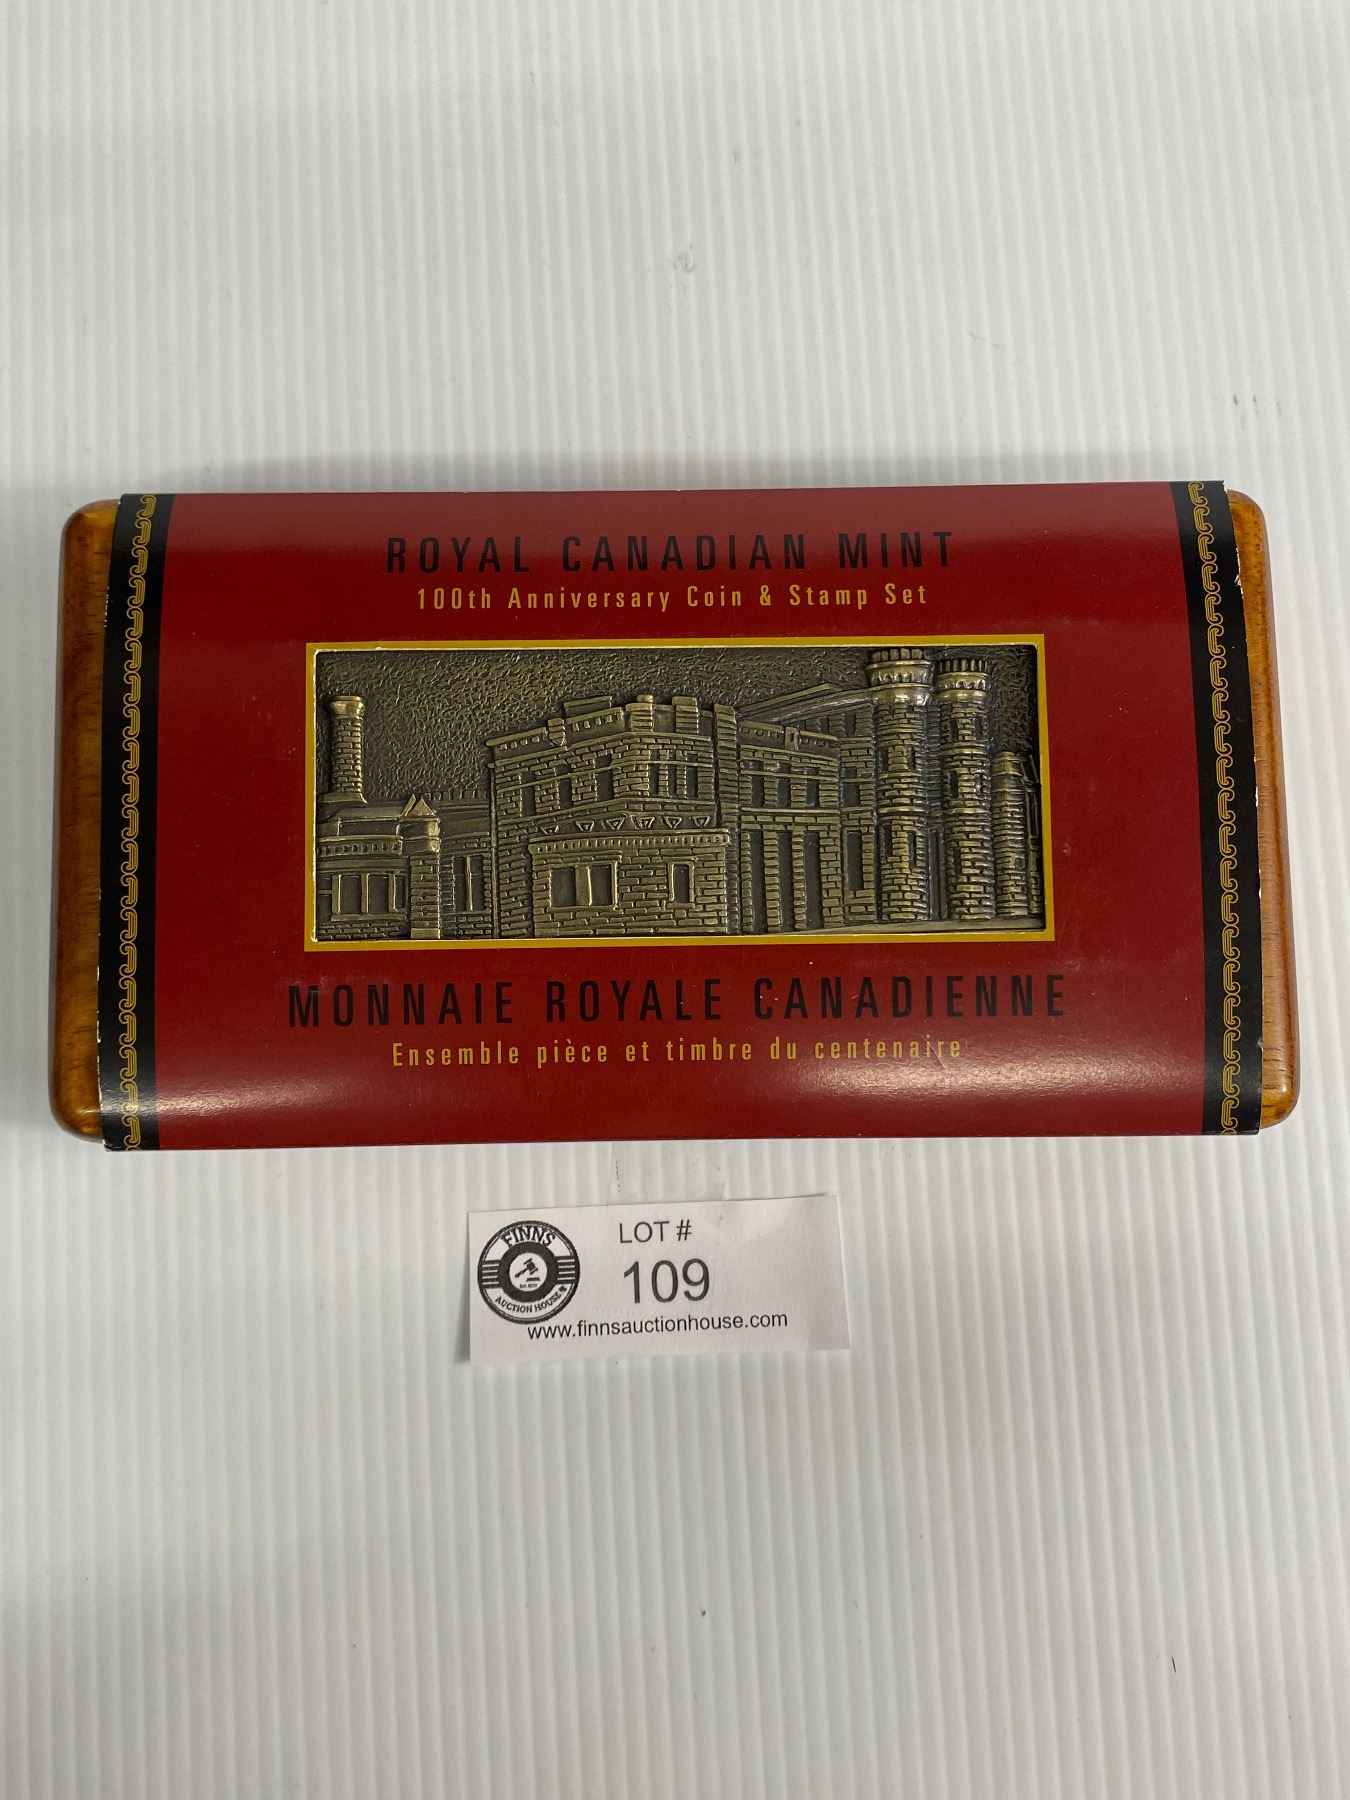 ROYAL CANADIAN MINT
100th Anniversary Coin & Stamp Set
MONNAIE ROYALE CANADIENNE
Ensemble pièce et timbre du centenaire
FINNS
AUCTION HOUSE
LOT #
109
www.finnsauctionhouse.com